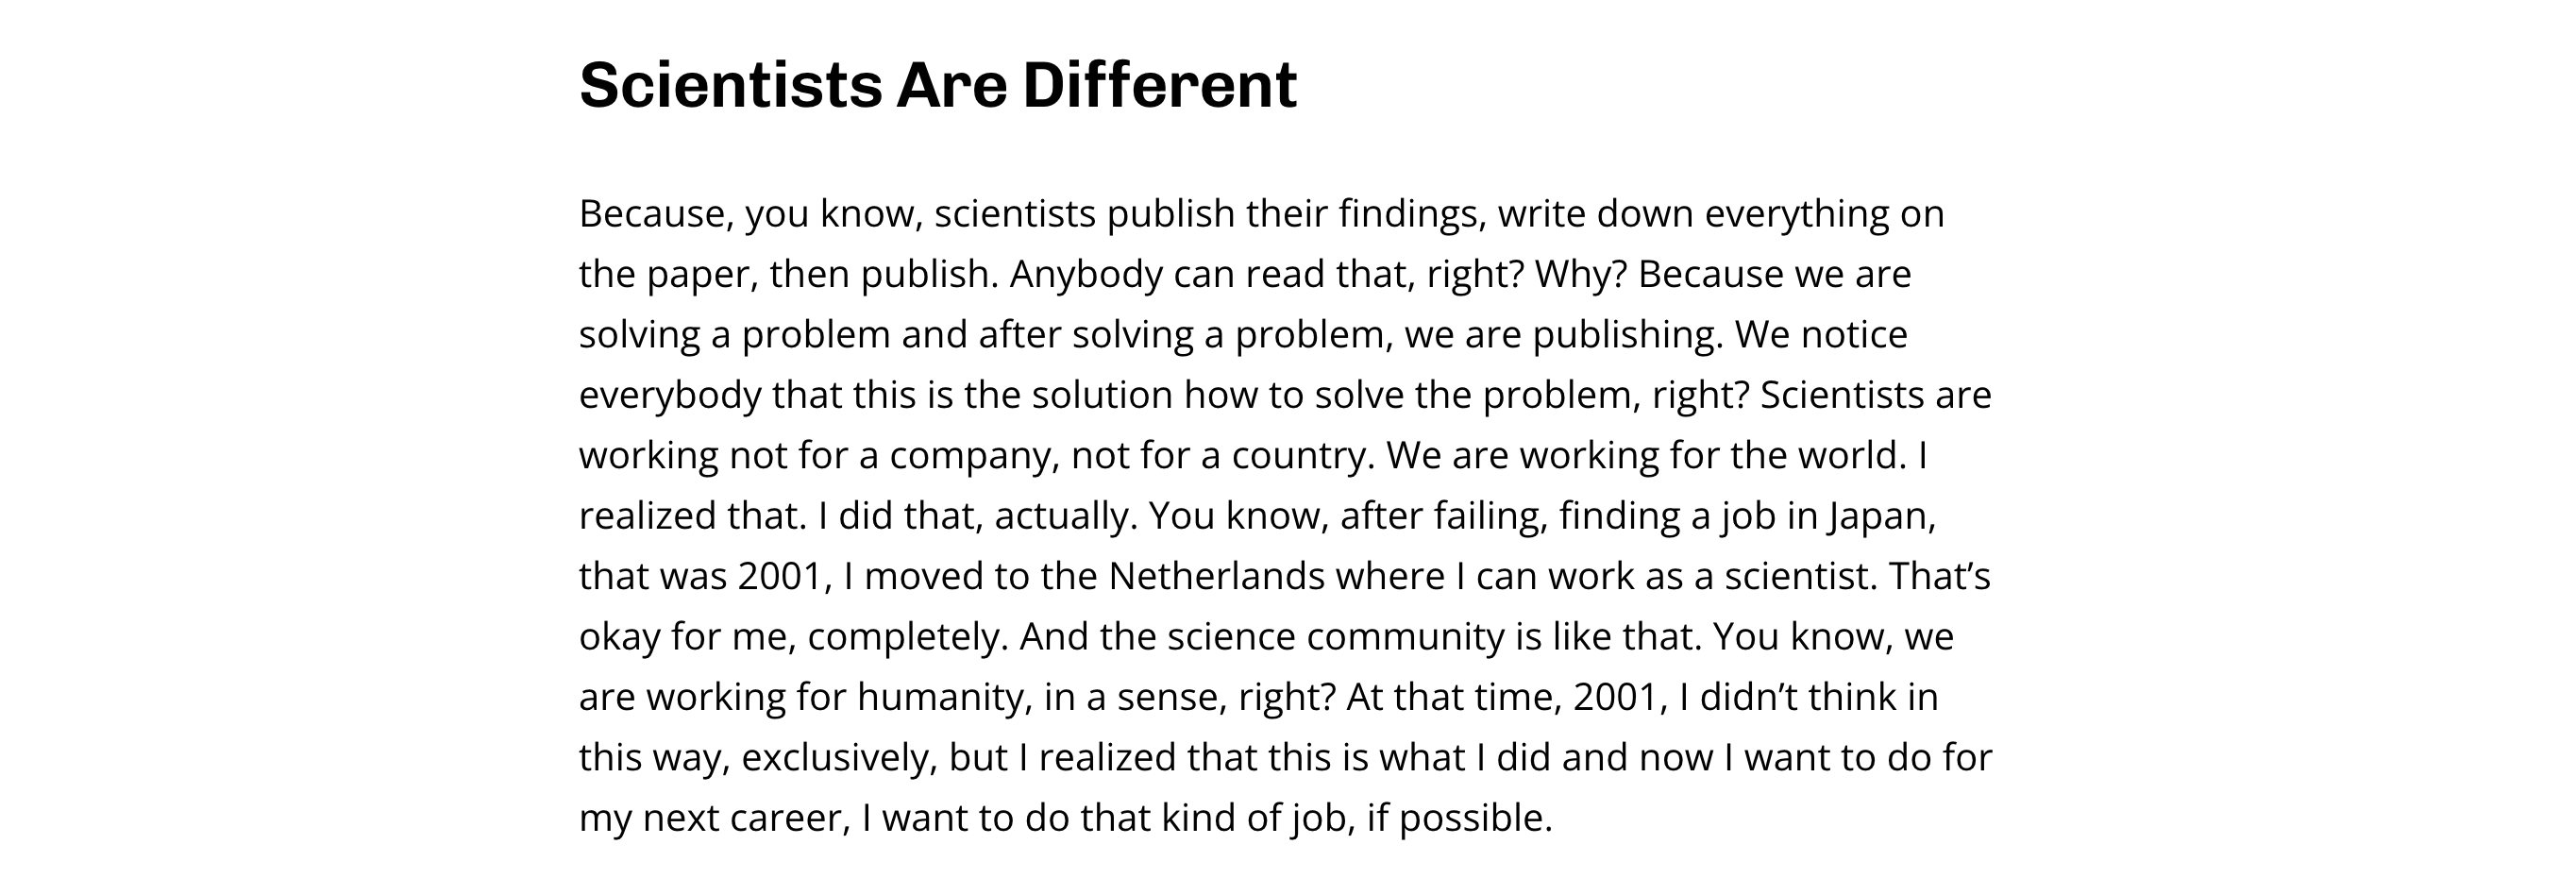 Scientists Are Different
Because, you know, scientists publish their findings, write down everything on
the paper, then publish. Anybody can read that, right? Why? Because we are
solving a problem and after solving a problem, we are publishing. We notice
everybody that this is the solution how to solve the problem, right? Scientists are
working not for a company, not for a country. We are working for the world. I
realized that. I did that, actually. You know, after failing, finding a job in Japan,
that was 2001, I moved to the Netherlands where I can work as a scientist. That’s
okay for me, completely. And the science community is like that. You know, we
are working for humanity, in a sense, right? At that time, 2001, I didn’t think in
this way, exclusively, but I realized that this is what I did and now I want to do for
my next career, I want to do that kind of job, if possible.